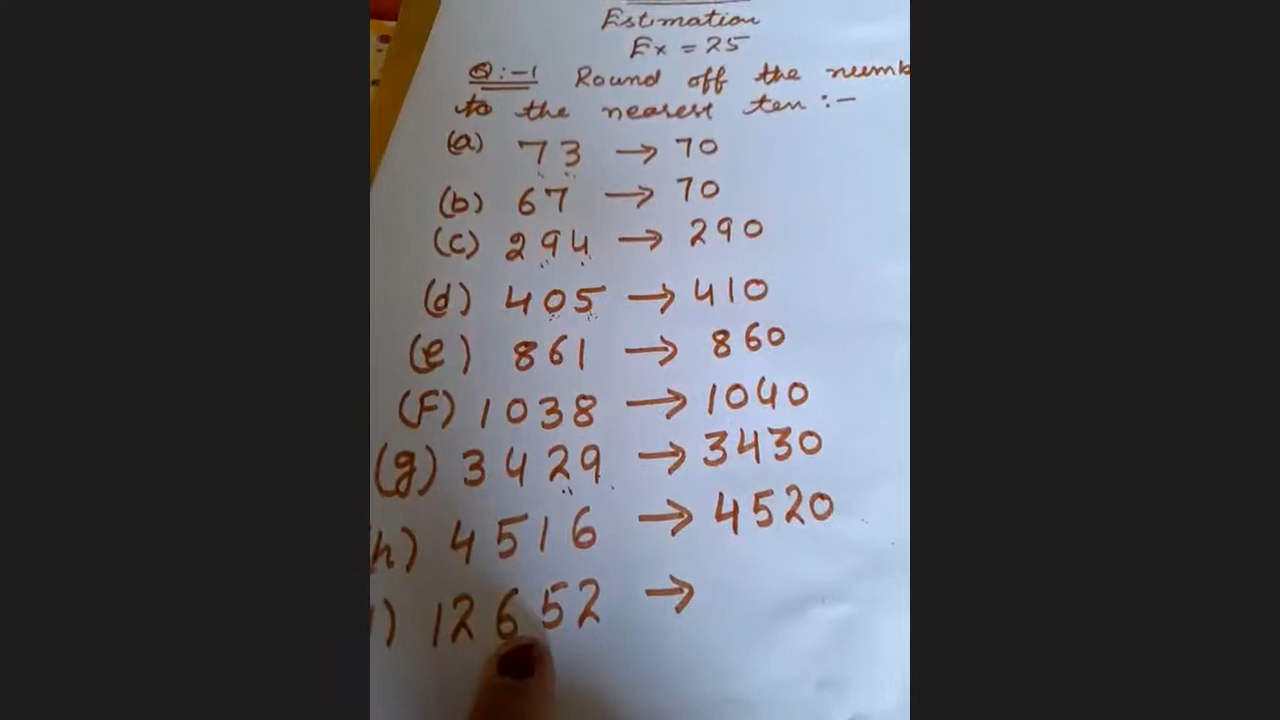 Estimation
Ex = 25
Q:-1 Round off the numb
to the nearest ten :-
(a) 73 → 70
(b) 67 → 70
(c) 294 → 290
(d) 405 → 410
(e) 861 → 860
(F) 1038 → 1040
(g) 3429 → 3430
h) 4516 → 4520
) 12652 →